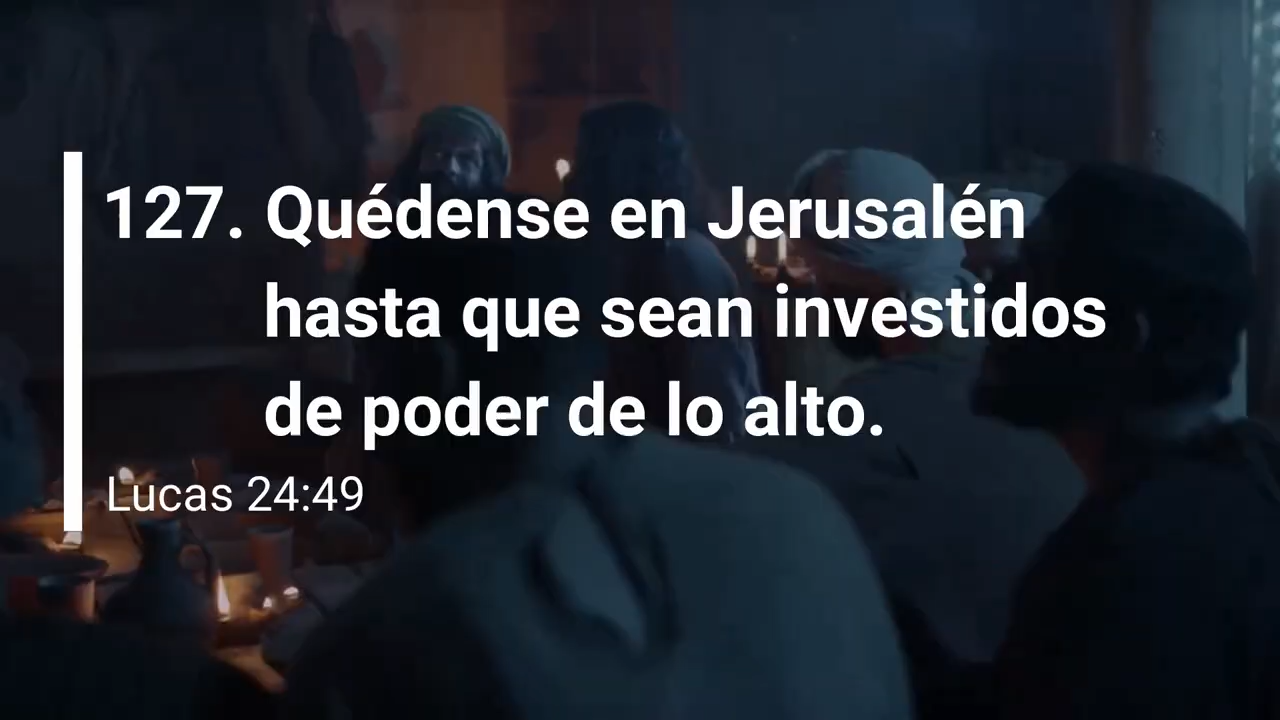 127. Quédense en Jerusalén
hasta que sean investidos
de poder de lo alto.
Lucas 24:49